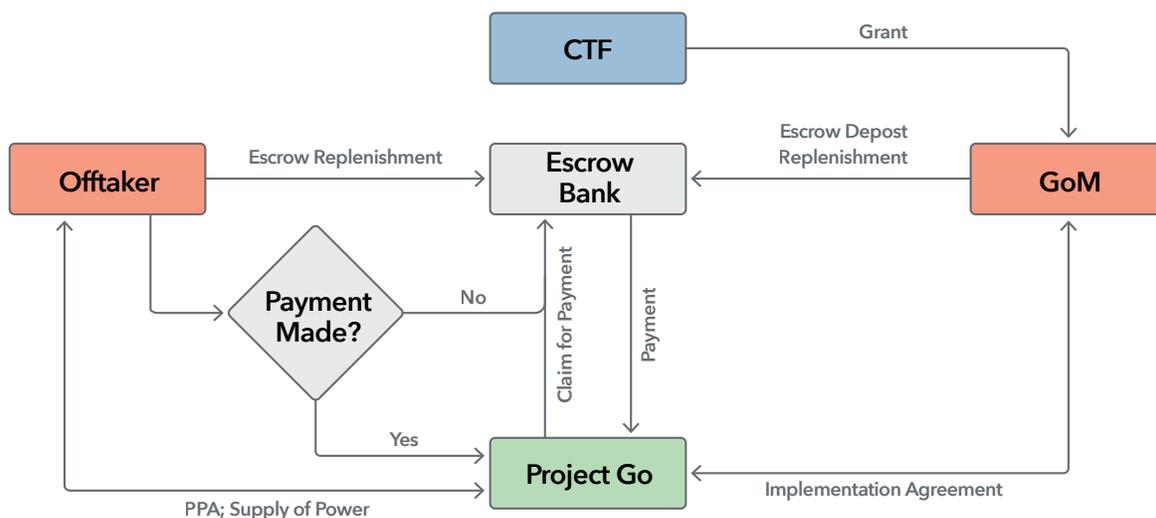 CTF
Grant
Offtaker
Escrow Replenishment
Escrow
Bank
Escrow Depost
Replenishment
GoM
Payment
Made?
No
Claim for Payment
Payment
Yes
Project Go
PPA; Supply of Power
Implementation Agreement